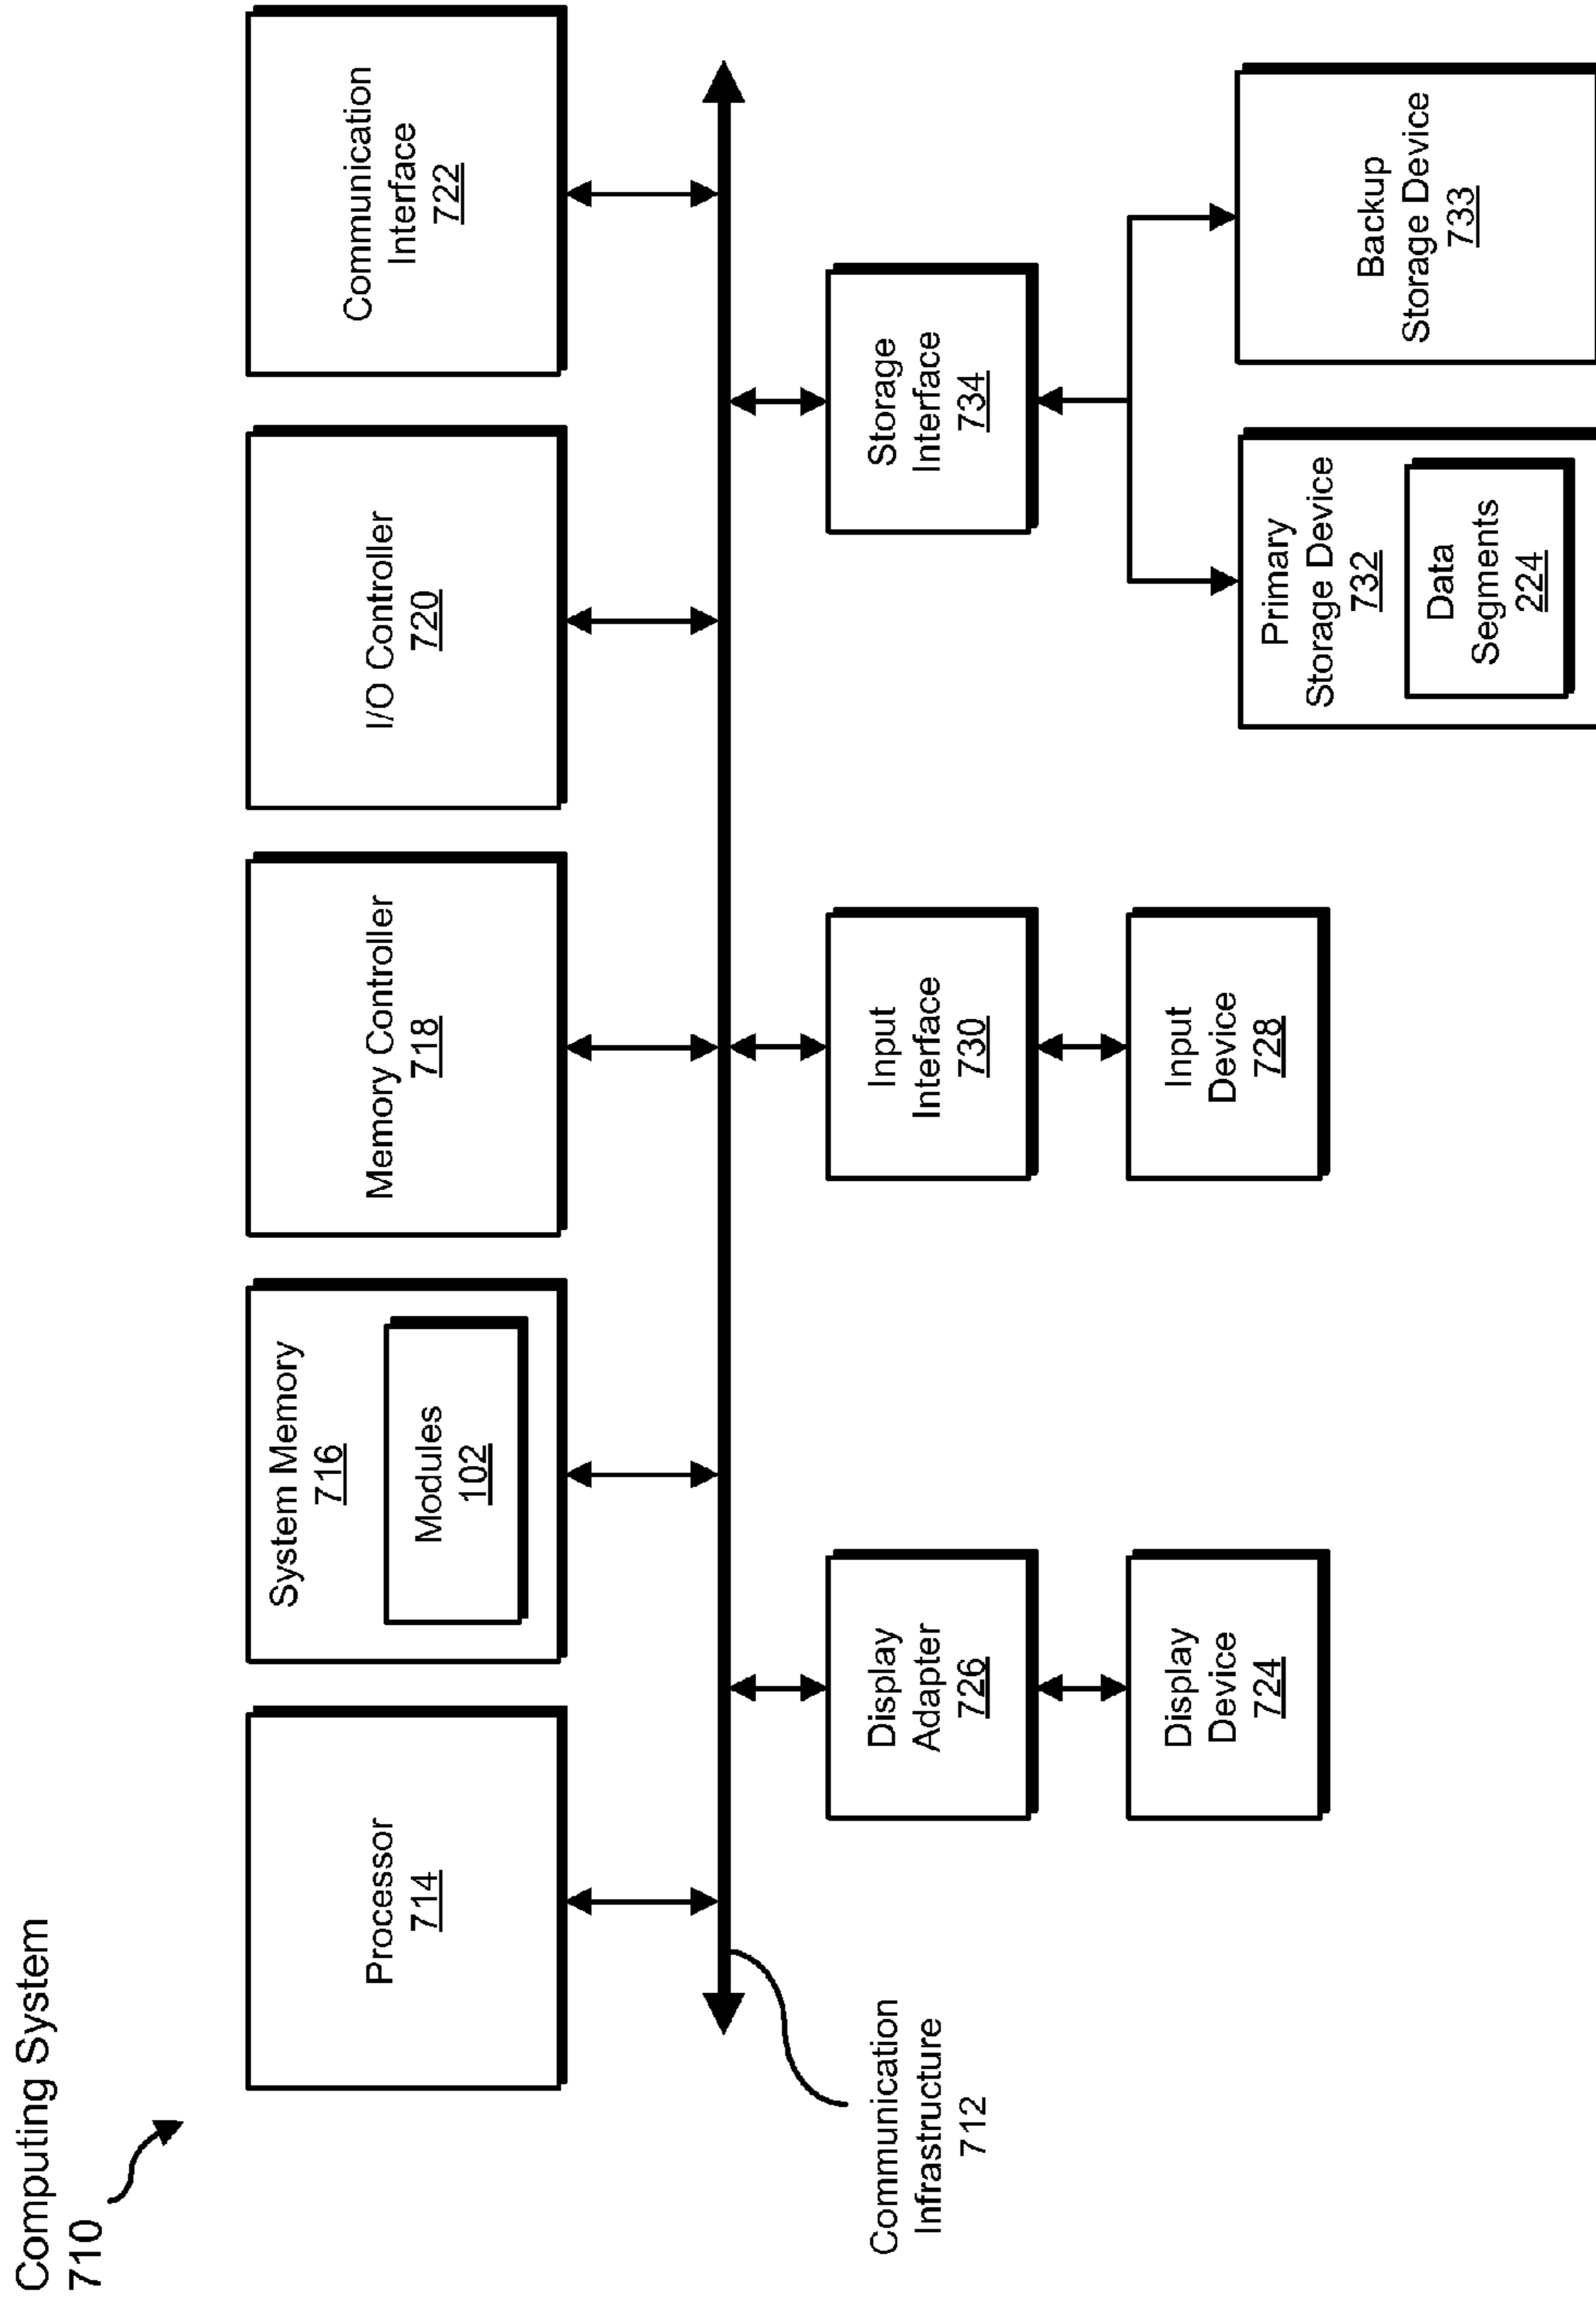 Computing System
710
Processor
714
System Memory
716
Modules
102
Memory Controller
718
I/O Controller
720
Communication
Interface
722
Communication
Infrastructure
712
Display
Adapter
726
Input
Interface
730
Storage
Interface
734
Display
Device
724
Input
Device
728
Primary
Storage Device
732
Data
Segments
224
Backup
Storage Device
733